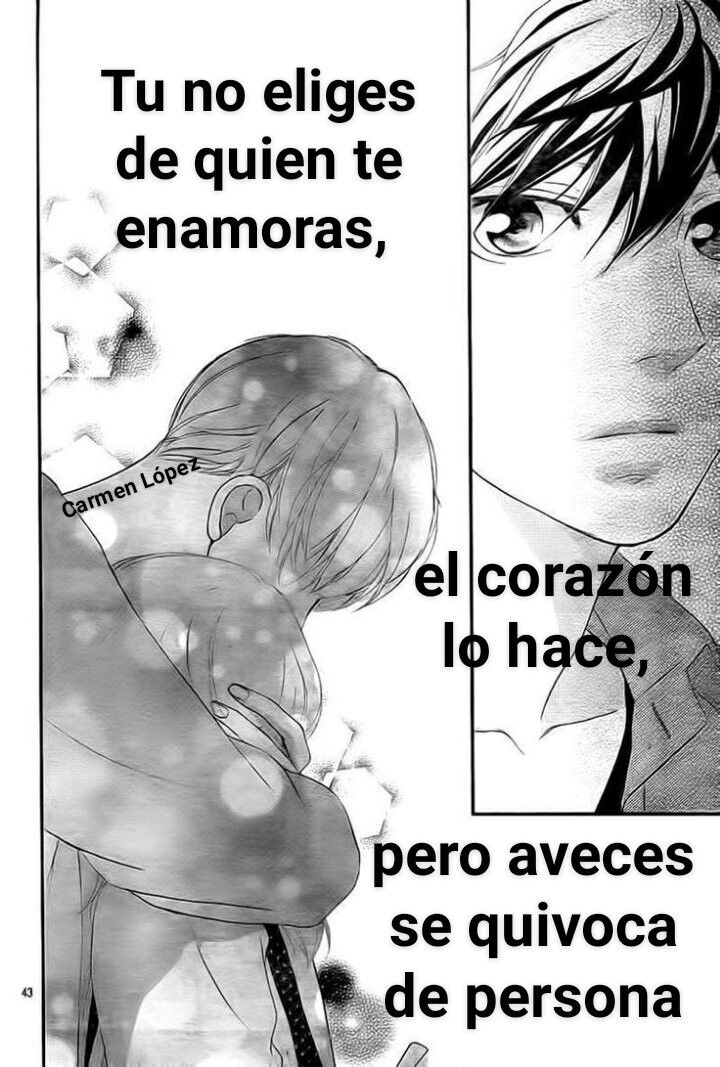 Tu no eliges
de quien te
enamoras,
Carmen López
el corazón
lo hace,
pero aveces
se quivoca
de persona
43